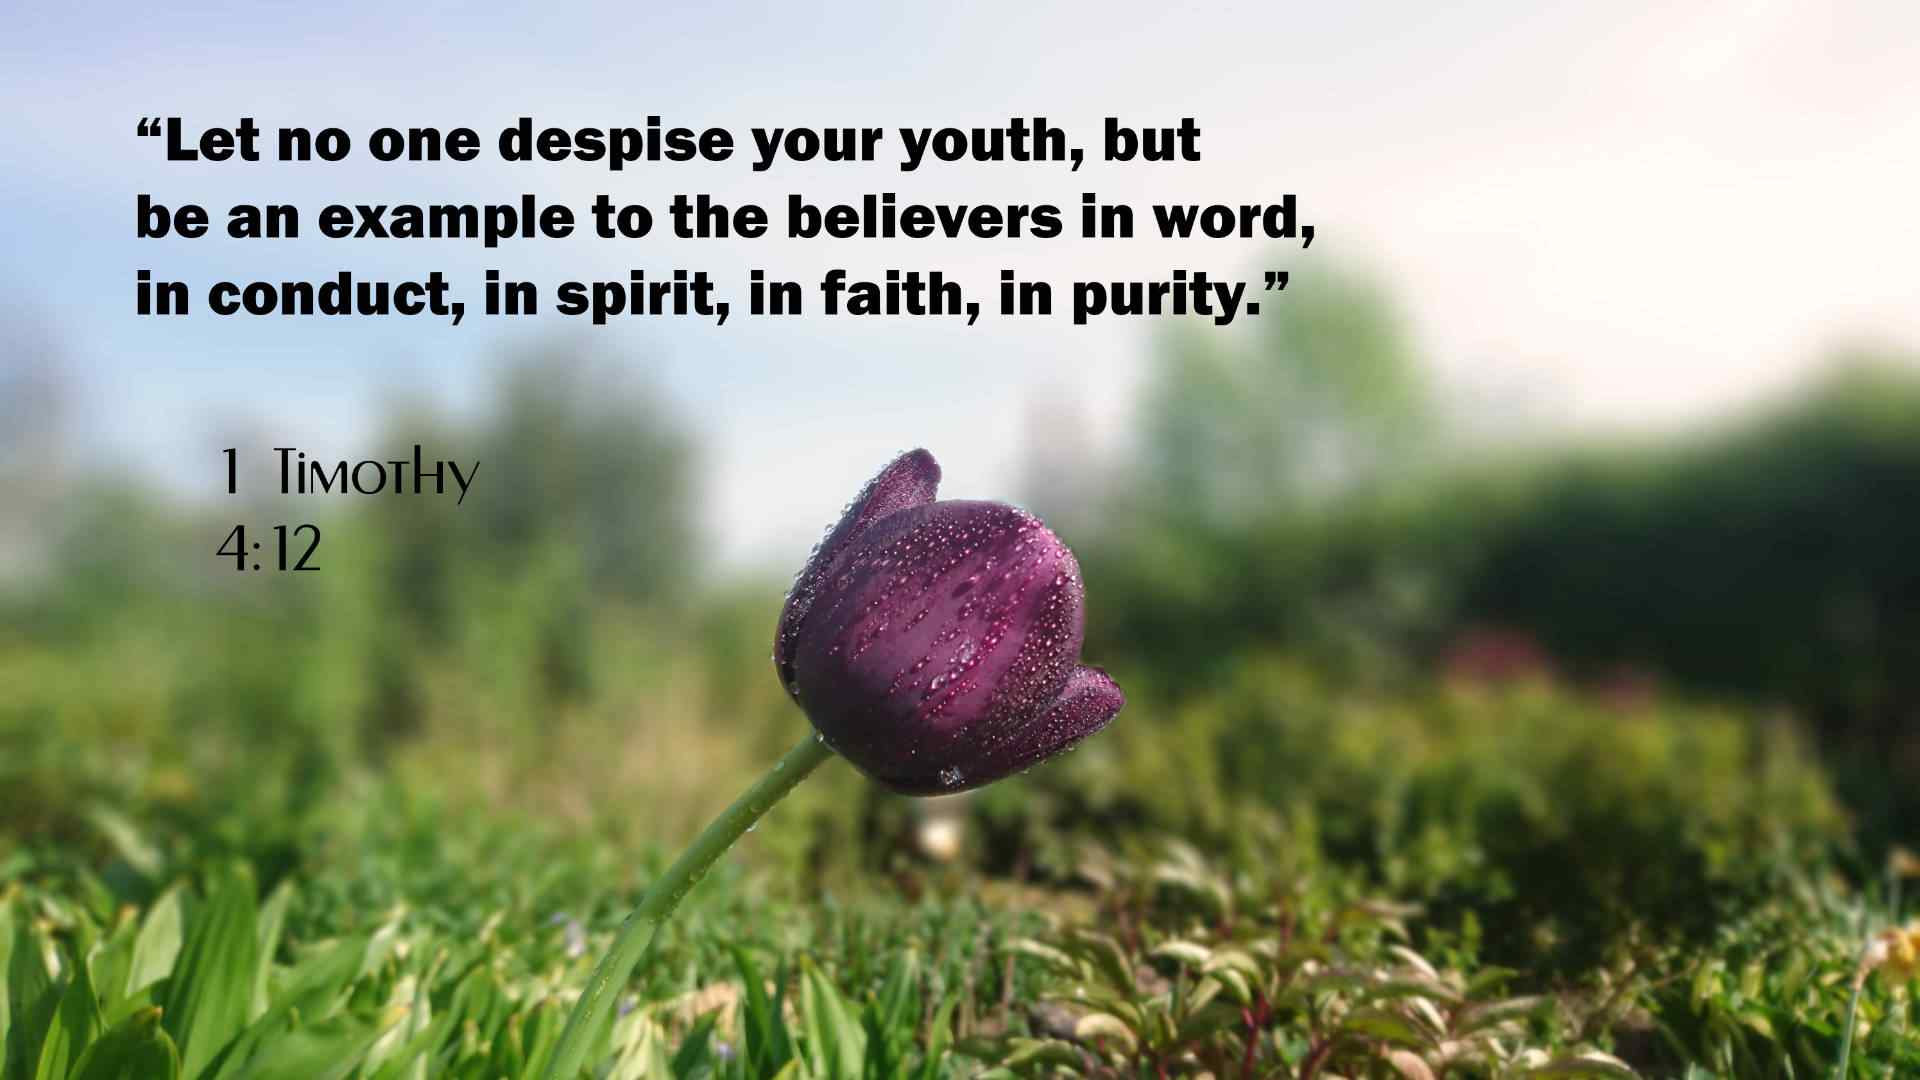 “Let no one despise your youth, but
be an example to the believers in word,
in conduct, in spirit, in faith, in purity.”
1 Timothy
4:12